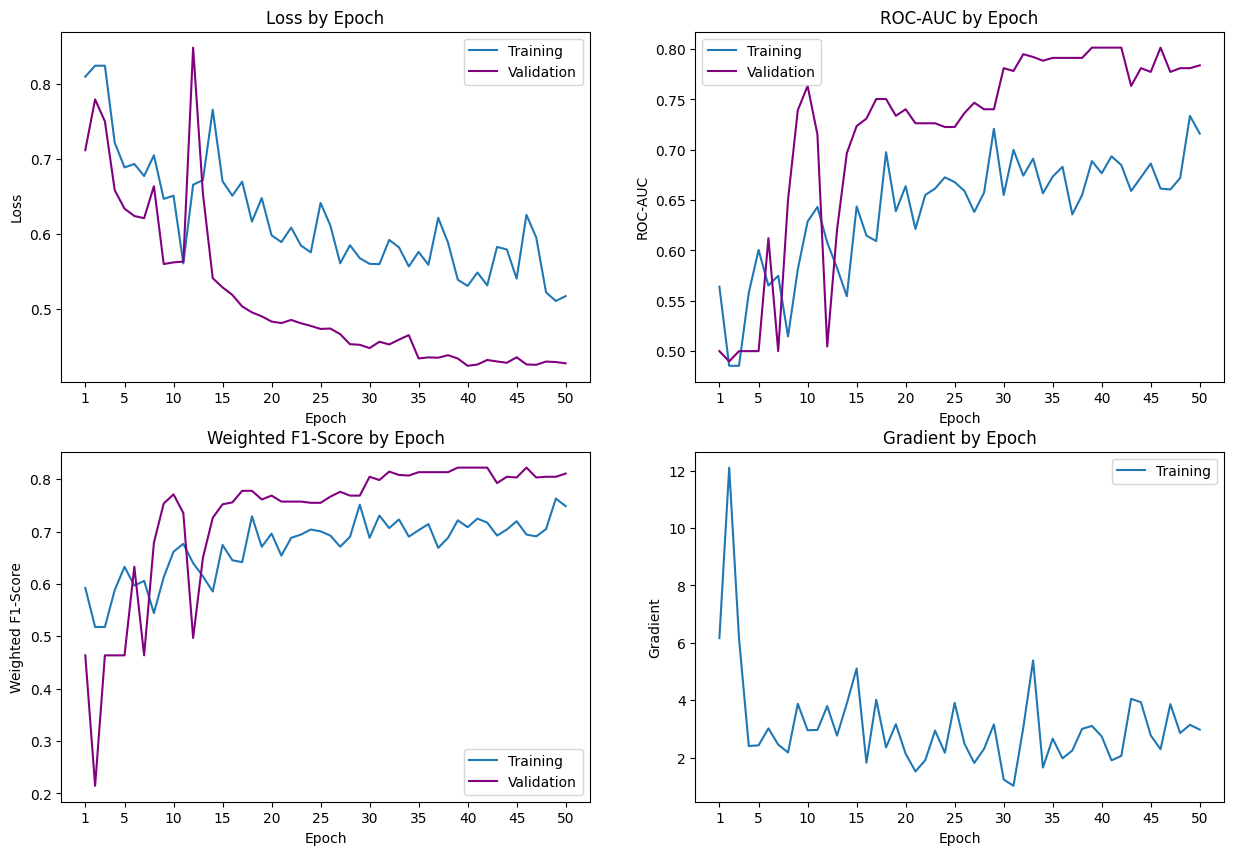 Loss by Epoch
Loss
0.8
0.7
0.6
0.5
Training
Validation
1 5 10 15 20 25 30 35 40 45 50
Epoch
ROC-AUC by Epoch
ROC-AUC
0.80
0.75
0.70
0.65
0.60
0.55
0.50
Training
Validation
1 5 10 15 20 25 30 35 40 45 50
Epoch
Weighted F1-Score by Epoch
Weighted F1-Score
0.8
0.7
0.6
0.5
0.4
0.3
0.2
Training
Validation
1 5 10 15 20 25 30 35 40 45 50
Epoch
Gradient by Epoch
Gradient
12
10
8
6
4
2
Training
1 5 10 15 20 25 30 35 40 45 50
Epoch